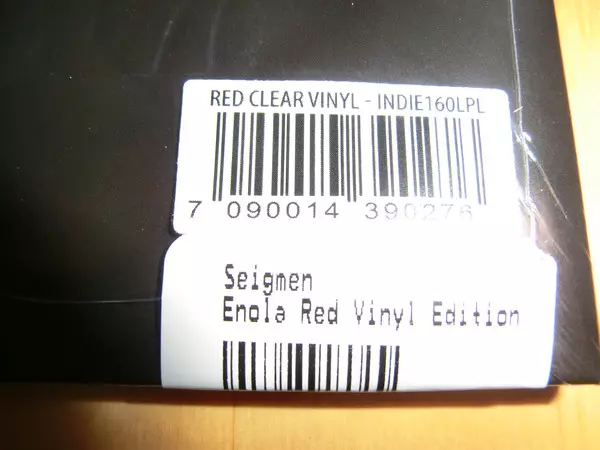 RED CLEAR VINYL - INDIE160LPL
7 090014 390276
Seigmen
Enola Red Vinyl Edition